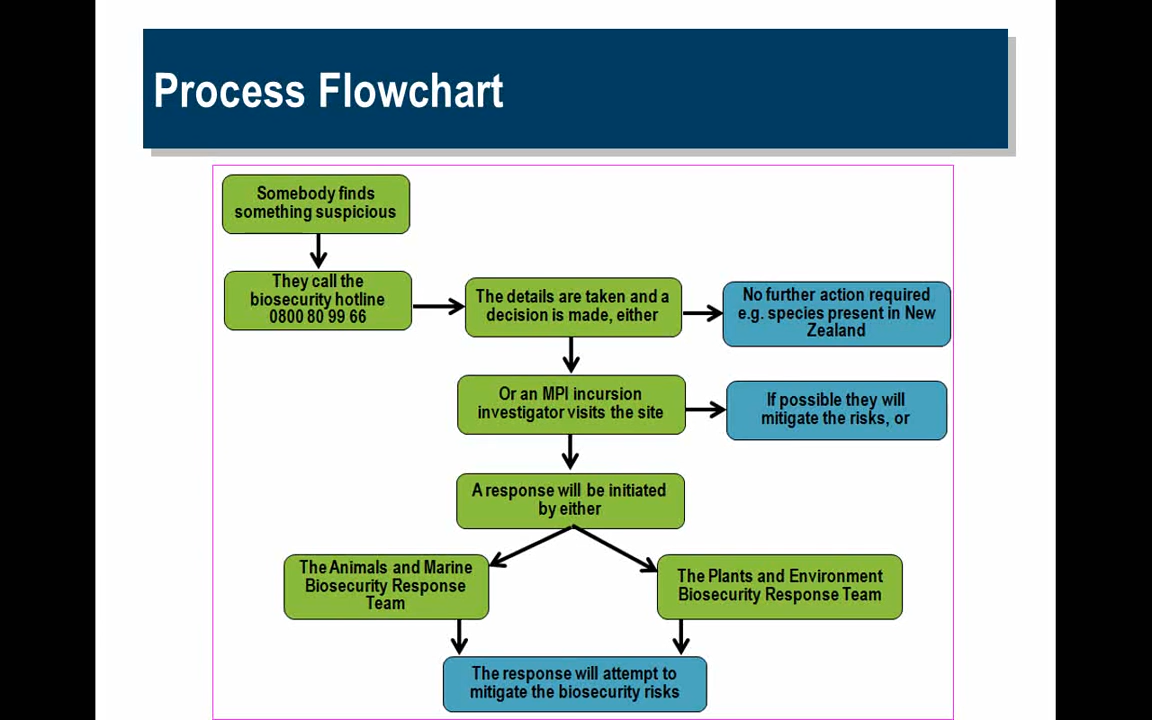 Process Flowchart
Somebody finds
something suspicious
They call the
biosecurity hotline
0800 80 99 66
The details are taken and a
decision is made, either
No further action required
e.g. species present in New
Zealand
Or an MPI incursion
investigator visits the site
If possible they will
mitigate the risks, or
A response will be initiated
by either
The Animals and Marine
Biosecurity Response
Team
The Plants and Environment
Biosecurity Response Team
The response will attempt to
mitigate the biosecurity risks